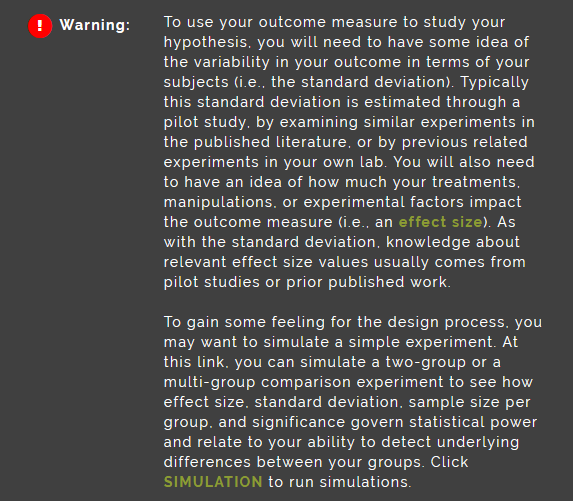 Warning:
To use your outcome measure to study your
hypothesis, you will need to have some idea of
the variability in your outcome in terms of your
subjects (i.e., the standard deviation). Typically
this standard deviation is estimated through a
pilot study, by examining similar experiments in
the published literature, or by previous related
experiments in your own lab. You will also need
to have an idea of how much your treatments,
manipulations, or experimental factors impact
the outcome measure (i.e., an effect size). As
with the standard deviation, knowledge about
relevant effect size values usually comes from
pilot studies or prior published work.
To gain some feeling for the design process, you
may want to simulate a simple experiment. At
this link, you can simulate a two-group or a
multi-group comparison experiment to see how
effect size, standard deviation, sample size per
group, and significance govern statistical power
and relate to your ability to detect underlying
differences between your groups. Click
SIMULATION to run simulations.